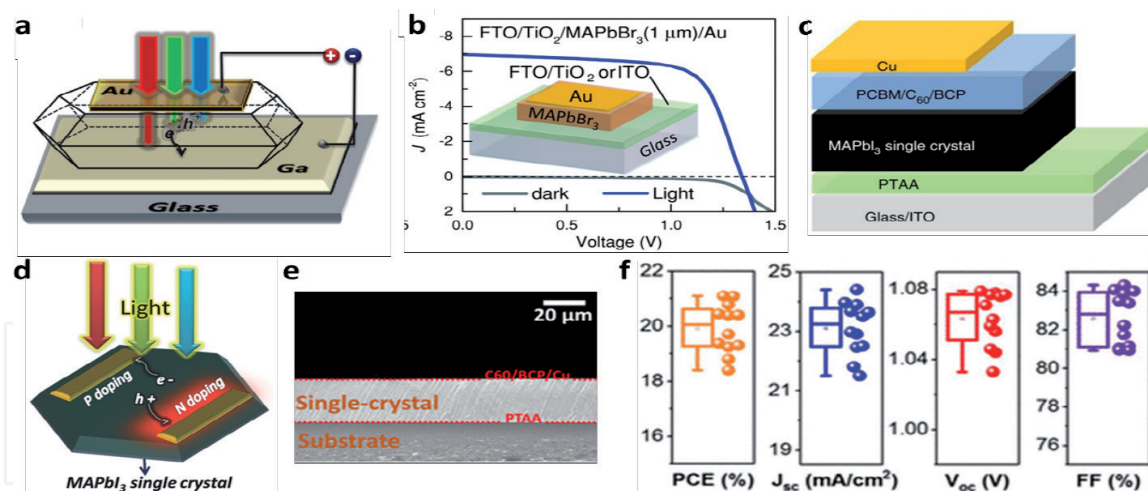 a
Au
h+
e-
Ga
Glass
b
FTO/TiO₂/MAPbBr₃(1 μm)/Au
FTO/TiO₂ or ITO
Au
MAPbBr₃
Glass
dark
Light
J (mA cm⁻²)
-8
-6
-4
-2
0
2
0.0
0.5
1.0
1.5
Voltage (V)
5
c
Cu
PCBM/C₆₀/BCP
MAPbI₃ single crystal
PTAA
Glass/ITO
d
Light
P doping
e-
h+
N doping
MAPbI₃ single crystal
e
20 μm
C60/BCP/Cu
Single-crystal
PTAA
Substrate
f
22
20
18
16
PCE (%)
25
23
21
19
Jsc (mA/cm²)
1.08
1.04
1.00
Voc (V)
84
82
80
78
76
FF (%)